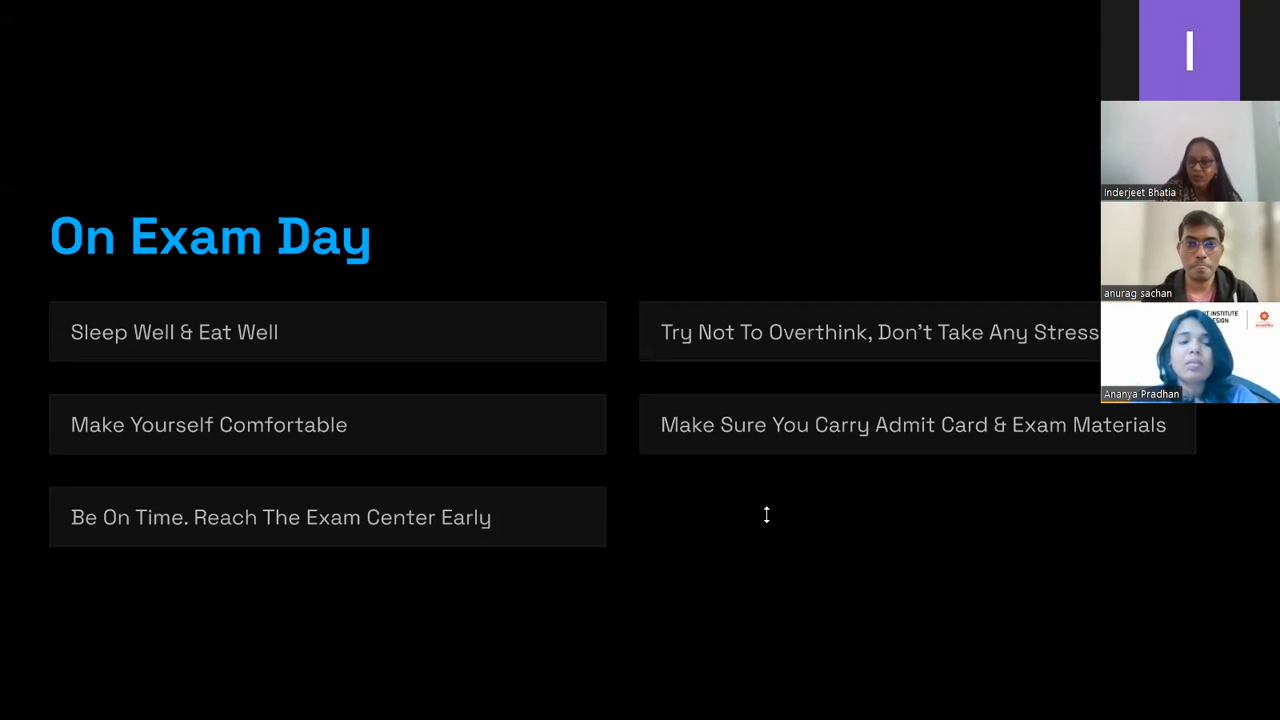 I
Inderjeet Bhatia
On Exam Day
anurag sachan
Sleep Well & Eat Well
Try Not To Overthink, Don't Take Any Stress
INSTITUTE
DESIGN
Ananya Pradhan
Make Yourself Comfortable
Make Sure You Carry Admit Card & Exam Materials
Be On Time. Reach The Exam Center Early